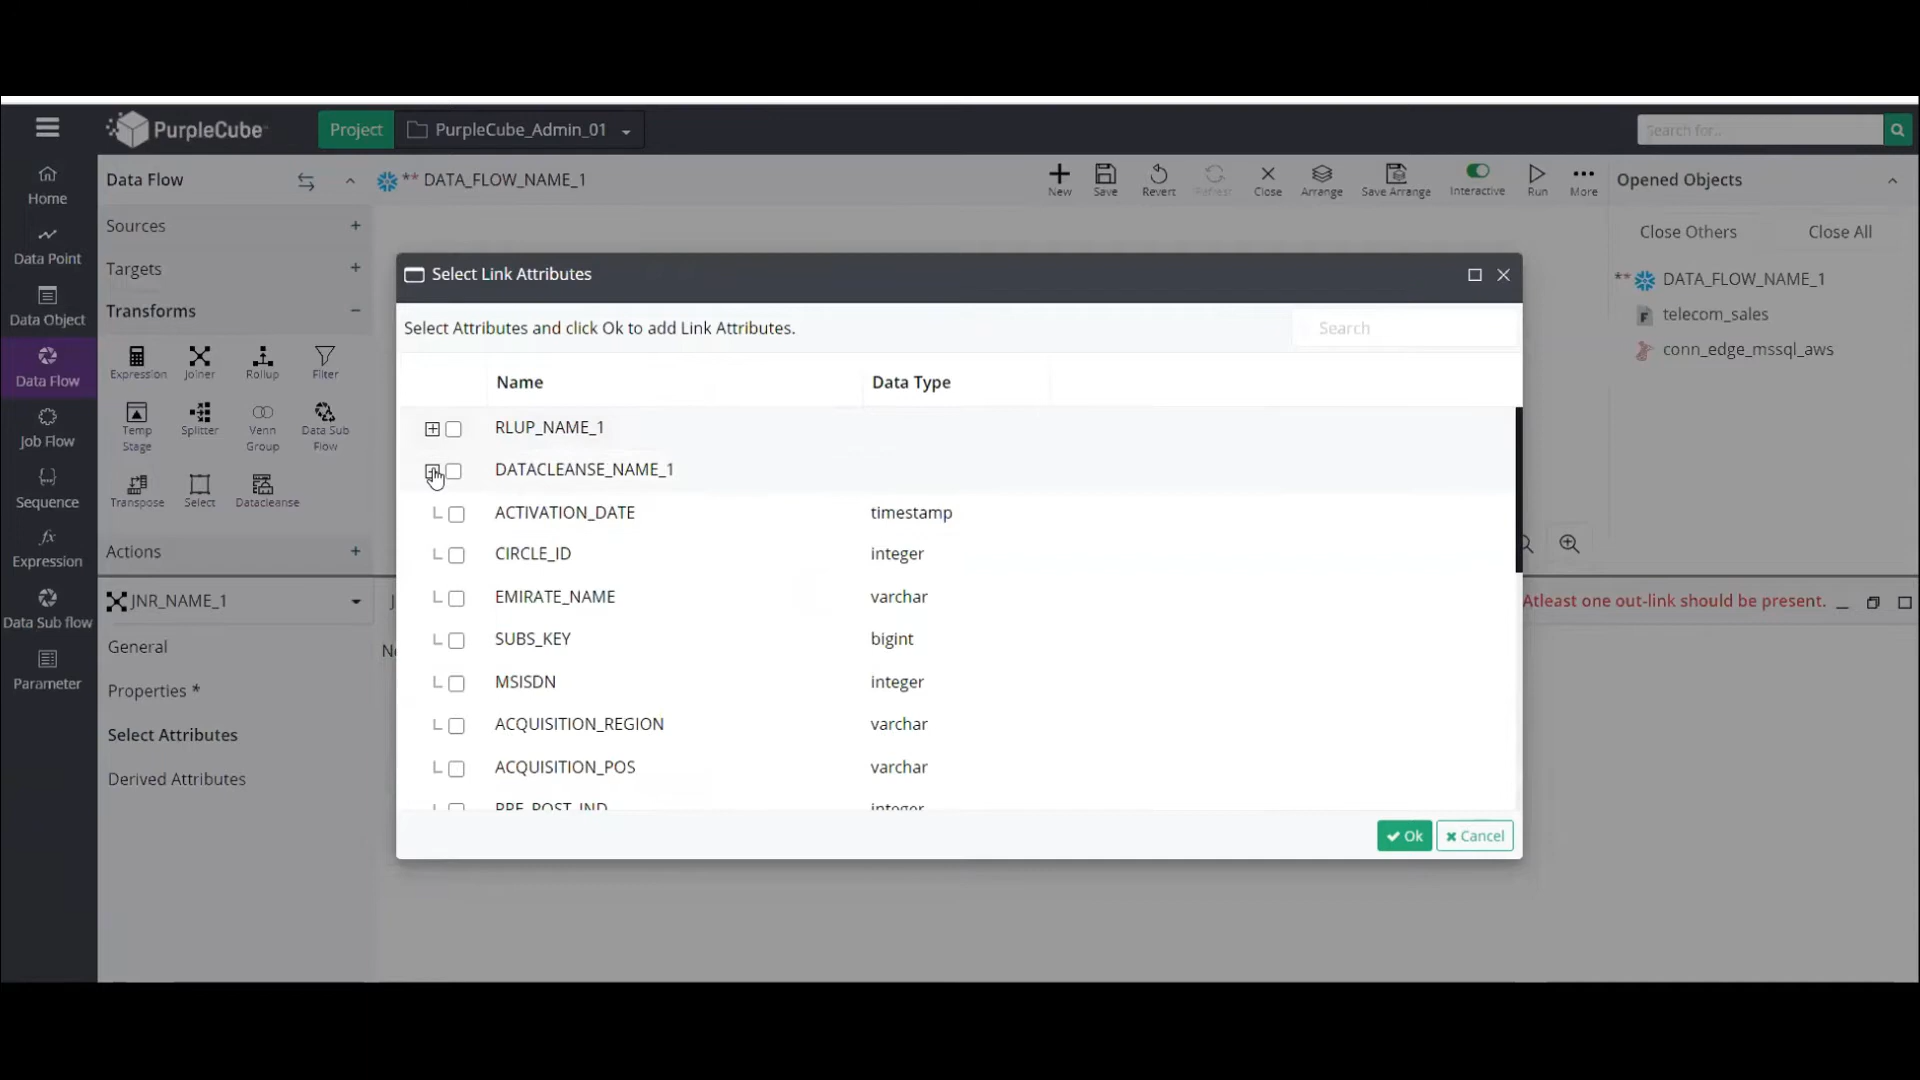 PurpleCube
Project
PurpleCube_Admin_01
Search for..
Home
Data Point
Data Object
Data Flow
Job Flow
Sequence
Expression
Data Sub flow
Parameter
Data Flow
Sources
Targets
Transforms
Expression
Joiner
Rollup
Filter
Temp Stage
Splitter
Venn Group
Data Sub Flow
Transpose
Select
Datacleanse
Actions
** DATA_FLOW_NAME_1
New
Save
Revert
Refresh
Close
Arrange
Save Arrange
Interactive
Run
More
Opened Objects
Close Others
Close All
** DATA_FLOW_NAME_1
telecom_sales
conn_edge_mssql_aws
Select Link Attributes
Select Attributes and click Ok to add Link Attributes.
Search
Name Data Type
RLUP_NAME_1
DATACLEANSE_NAME_1
ACTIVATION_DATE timestamp
CIRCLE_ID integer
EMIRATE_NAME varchar
SUBS_KEY bigint
MSISDN integer
ACQUISITION_REGION varchar
ACQUISITION_POS varchar
PRE_POST_IND integer
Ok
Cancel
JNR_NAME_1
General
Properties *
Select Attributes
Derived Attributes
Atleast one out-link should be present.